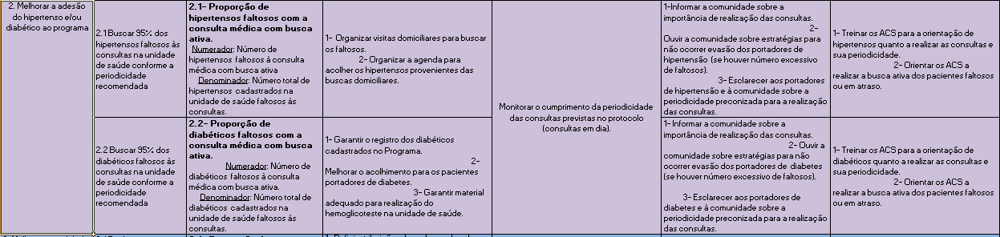 2. Melhorar a adesão
do hipertenso e/ou
diabético ao programa
2.1 Buscar 95% dos
hipertensos faltosos às
consultas na unidade
de saúde conforme a
periodicidade
recomendada
2.1- Proporção de
hipertensos faltosos com a
consulta médica com busca
ativa.
Numerador: Número de
hipertensos faltosos à consulta
médica com busca ativa
Denominador: Número total de
hipertensos cadastrados na
unidade de saúde faltosos às
consultas.
1- Organizar visitas domiciliares para buscar
os faltosos.
2- Organizar a agenda para
acolher os hipertensos provenientes das
buscas domiciliares.
Monitorar o cumprimento da periodicidade
das consultas previstas no protocolo
(consultas em dia).
1-Informar a comunidade sobre a
importância de realização das consultas.
2-
Ouvir a comunidade sobre estratégias para
não ocorrer evasão dos portadores de
hipertensão (se houver número excessivo
de faltosos).
3- Esclarecer aos portadores
de hipertensão e à comunidade sobre a
periodicidade preconizada para a realização
das consultas.
1- Treinar os ACS para a orientação de
hipertensos quanto a realizar as consultas e
sua periodicidade.
2- Orientar os ACS a
realizar a busca ativa dos pacientes faltosos
ou em atraso.
2.2 Buscar 95% dos
diabéticos faltosos às
consultas na unidade
de saúde conforme a
periodicidade
recomendada
2.2- Proporção de
diabéticos faltosos com a
consulta médica com busca
ativa.
Numerador: Número de
diabéticos faltosos à consulta
médica com busca ativa.
Denominador: Número total de
diabéticos cadastrados na
unidade de saúde faltosos às
consultas.
1- Garantir o registro dos diabéticos
cadastrados no Programa.
2-
Melhorar o acolhimento para os pacientes
portadores de diabetes.
3- Garantir material
adequado para realização do
hemoglicoteste na unidade de saúde.
1-Informar a comunidade sobre a
importância de realização das consultas.
2- Ouvir a
comunidade sobre estratégias para não
ocorrer evasão dos portadores de diabetes
(se houver número excessivo de faltosos).
3- Esclarecer aos portadores de
diabetes e à comunidade sobre a
periodicidade preconizada para a realização
das consultas.
1- Treinar os ACS para a orientação de
diabéticos quanto a realizar as consultas e
sua periodicidade.
2- Orientar os ACS a
realizar a busca ativa dos pacientes faltosos
ou em atraso.